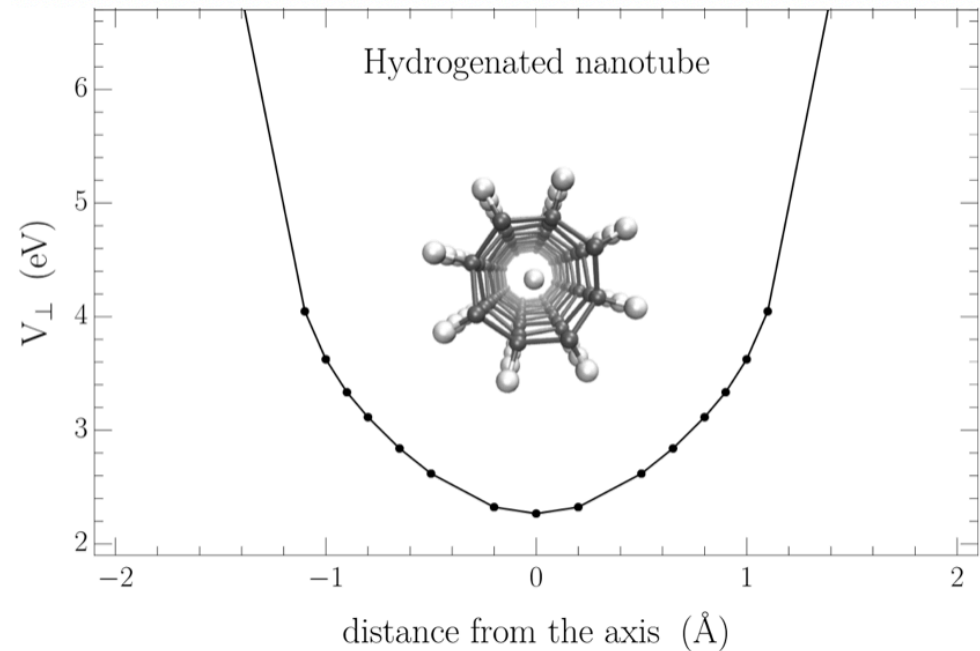 Hydrogenated nanotube
6
5
4
3
2
V⊥ (eV)
−2 −1 0 1 2
distance from the axis (Å)